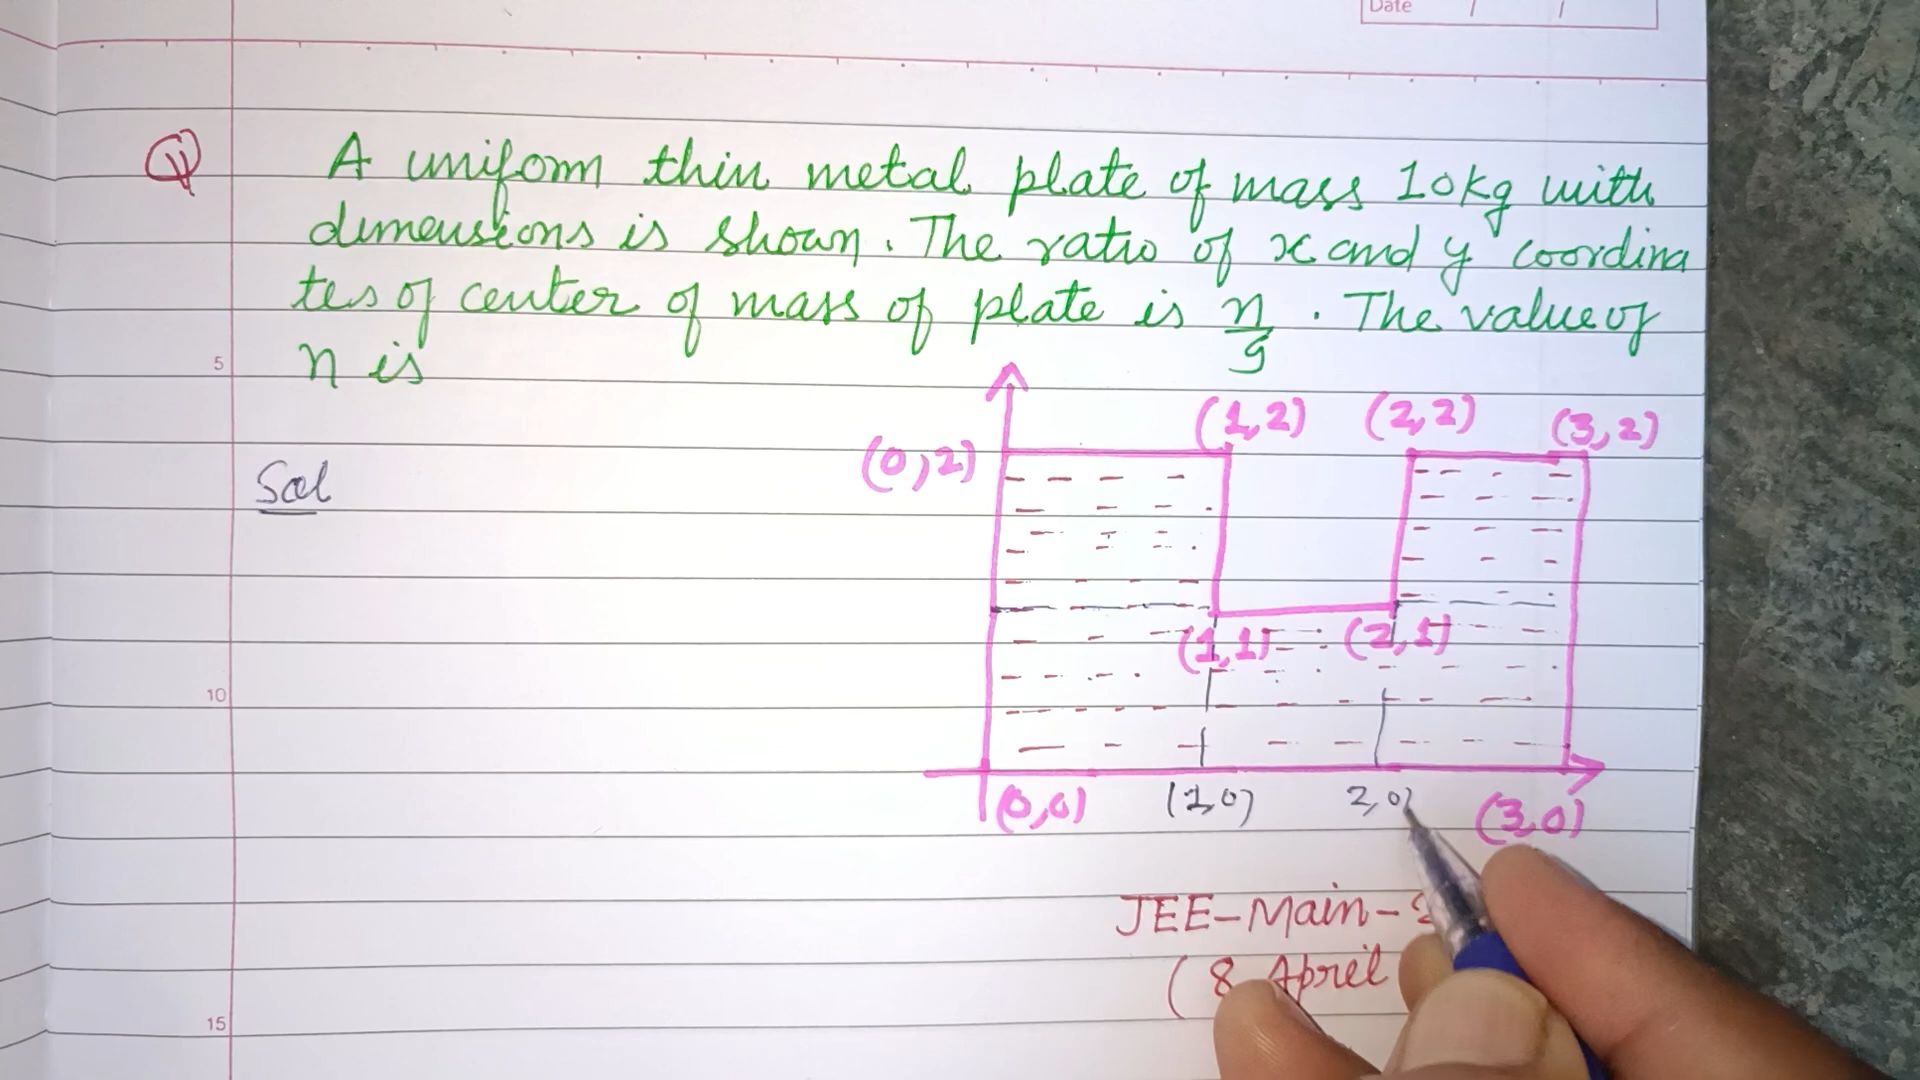 Date / /
Q A uniform thin metal plate of mass 10kg with
dimensions is shown. The ratio of x and y coordina
tes of center of mass of plate is n/9. The value of
n is
5
(1,2) (2,2) (3,2)
(0,2)
Sol
(1,1) (2,1)
10
(0,0) (1,0) 2,0) (3,0)
JEE-Main-
(8 April
15